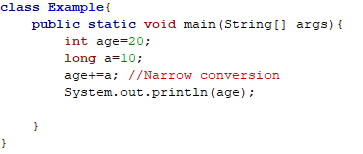 class Example{
    public static void main(String[] args){
        int age=20;
        long a=10;
        age+=a; //Narrow conversion
        System.out.println(age);
    }
}